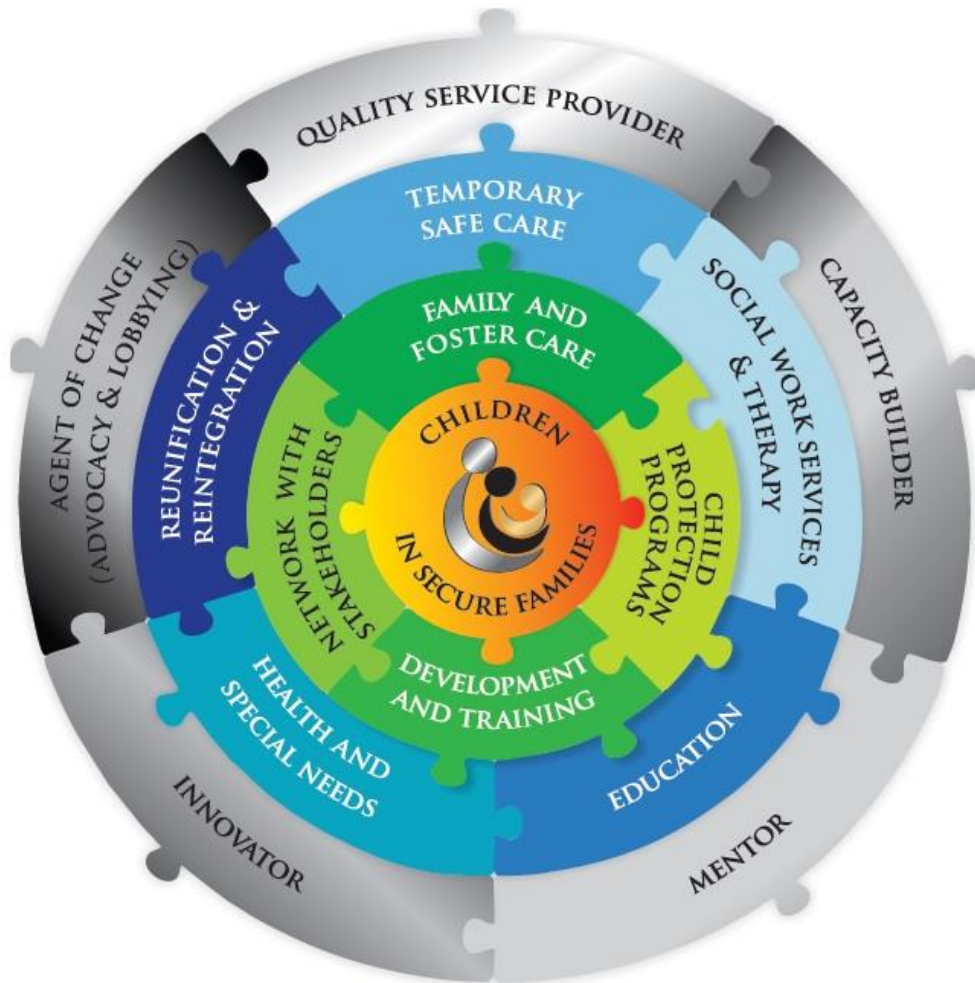 QUALITY SERVICE PROVIDER
CAPACITY BUILDER
MENTOR
INNOVATOR
AGENT OF CHANGE
(ADVOCACY & LOBBYING)
TEMPORARY
SAFE CARE
SOCIAL WORK SERVICES
& THERAPY
EDUCATION
HEALTH AND
SPECIAL NEEDS
REUNIFICATION &
REINTEGRATION
FAMILY AND
FOSTER CARE
CHILD
PROTECTION
PROGRAMS
DEVELOPMENT
AND TRAINING
NETWORK WITH
STAKEHOLDERS
CHILDREN
IN SECURE FAMILIES